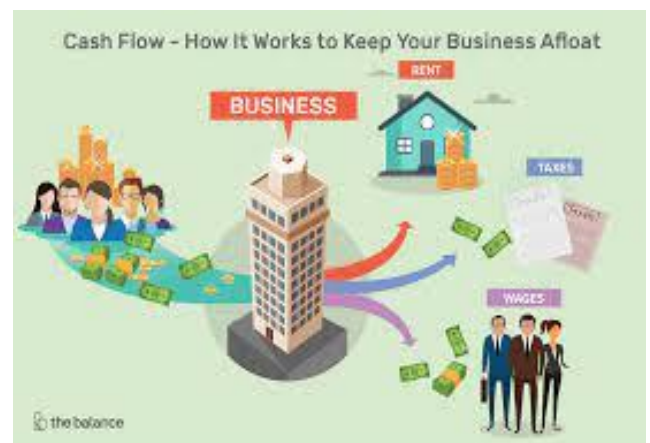 Cash Flow – How It Works to Keep Your Business Afloat
RENT
BUSINESS
TAXES
WAGES
the balance